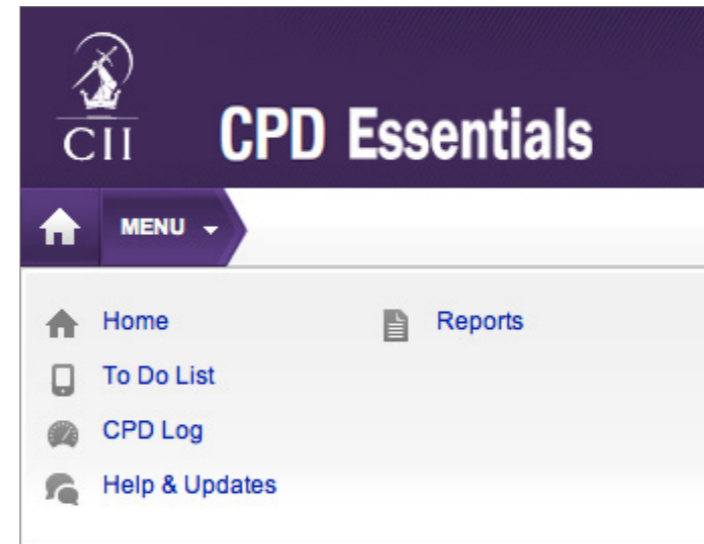 CII
CPD Essentials
MENU
Home
To Do List
CPD Log
Help & Updates
Reports